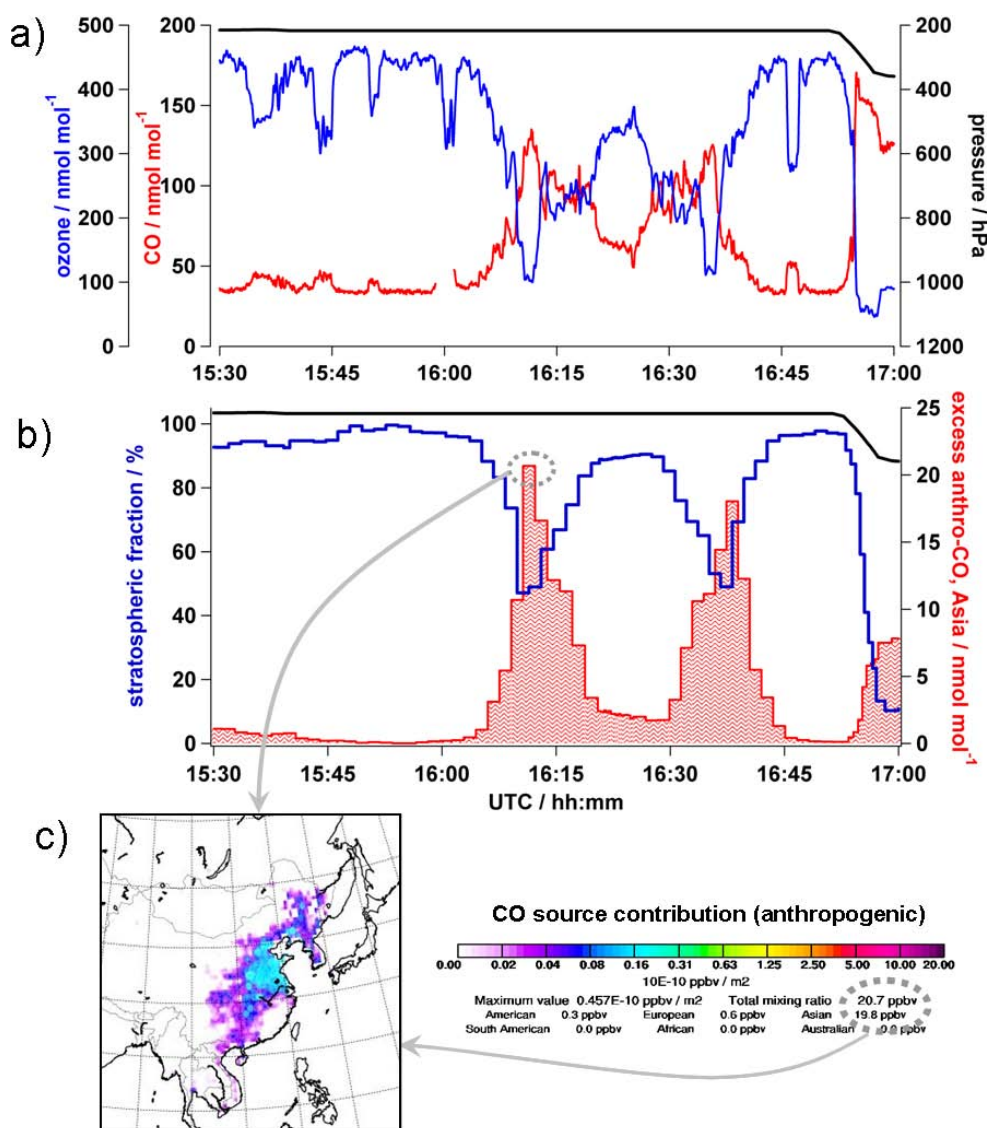 a)
500
400
300
200
100
0
ozone / nmol mol-1
200
150
100
50
0
CO / nmol mol-1
200
400
600
800
1000
1200
pressure / hPa
15:30 15:45 16:00 16:15 16:30 16:45 17:00
b)
100
80
60
40
20
0
stratospheric fraction / %
25
20
15
10
5
0
excess anthro-CO, Asia / nmol mol-1
15:30 15:45 16:00 16:15 16:30 16:45 17:00
UTC / hh:mm
c)
CO source contribution (anthropogenic)
0.00 0.02 0.04 0.08 0.16 0.31 0.63 1.25 2.50 5.00 10.00 20.00
10E-10 ppbv / m2
Maximum value 0.457E-10 ppbv / m2 Total mixing ratio 20.7 ppbv
American 0.3 ppbv European 0.6 ppbv Asian 19.8 ppbv
South American 0.0 ppbv African 0.0 ppbv Australian 0.0 ppbv